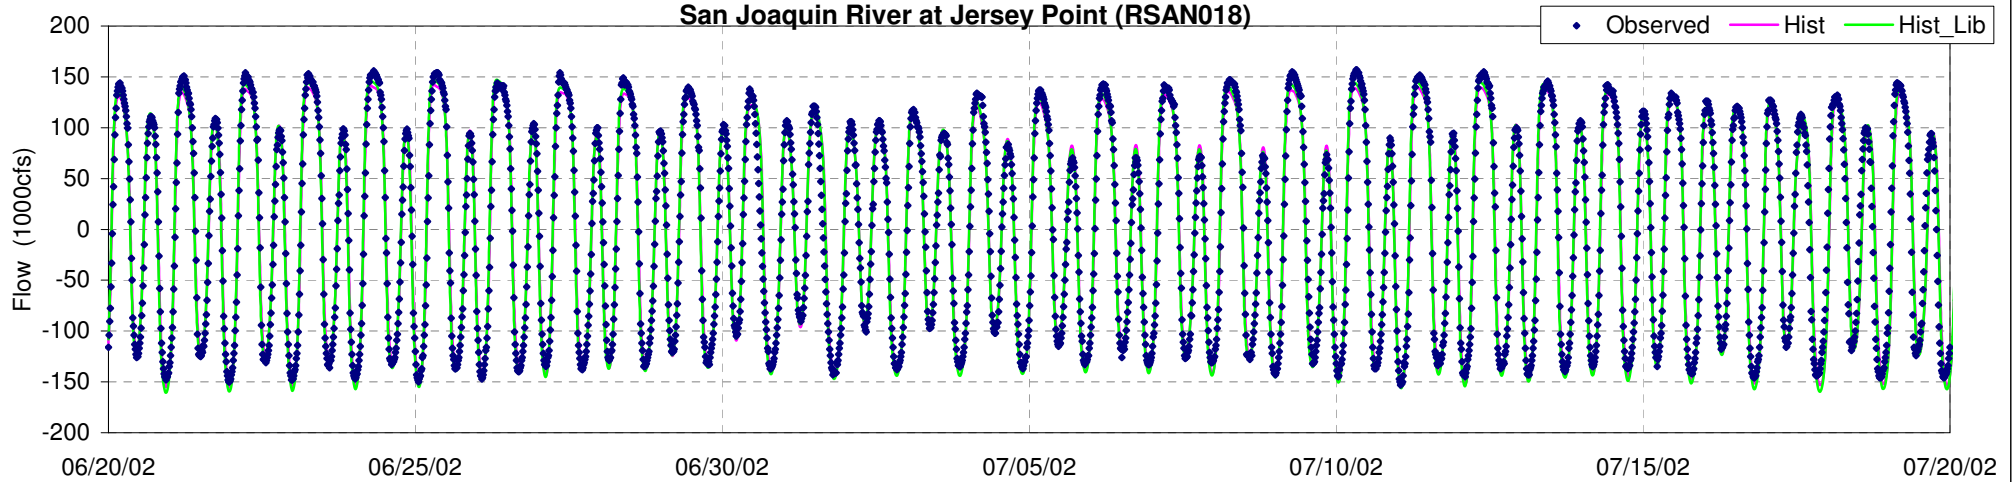 San Joaquin River at Jersey Point (RSAN018)
Observed Hist Hist_Lib
Flow (1000cfs)
200
150
100
50
0
-50
-100
-150
-200
06/20/02 06/25/02 06/30/02 07/05/02 07/10/02 07/15/02 07/20/02